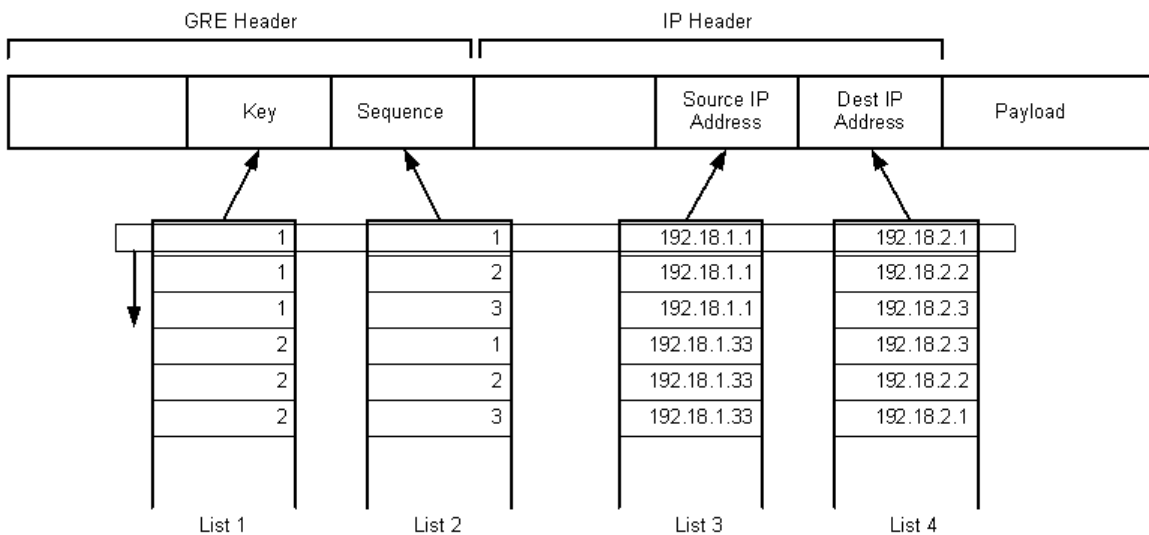 GRE Header
IP Header
Key
Sequence
Source IP
Address
Dest IP
Address
Payload
1 1 192.18.1.1 192.18.2.1
1 2 192.18.1.1 192.18.2.2
1 3 192.18.1.1 192.18.2.3
2 1 192.18.1.33 192.18.2.3
2 2 192.18.1.33 192.18.2.2
2 3 192.18.1.33 192.18.2.1
List 1 List 2 List 3 List 4